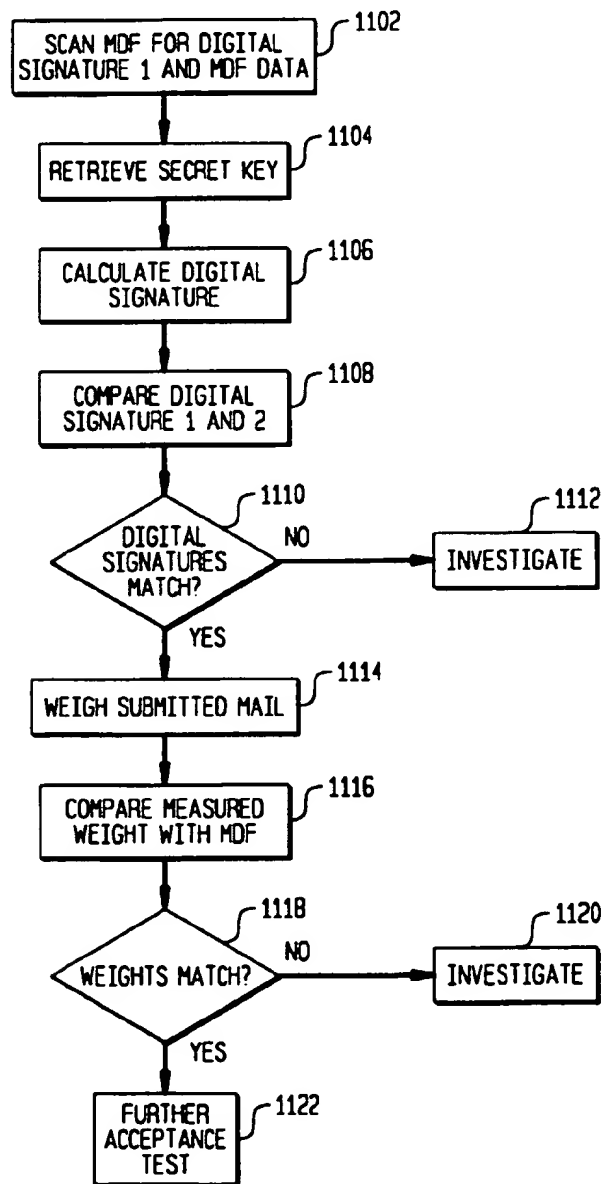 1102
SCAN MDF FOR DIGITAL
SIGNATURE 1 AND MDF DATA
1104
RETRIEVE SECRET KEY
1106
CALCULATE DIGITAL
SIGNATURE
1108
COMPARE DIGITAL
SIGNATURE 1 AND 2
1110
DIGITAL
SIGNATURES
MATCH?
NO
1112
INVESTIGATE
YES
1114
WEIGH SUBMITTED MAIL
1116
COMPARE MEASURED
WEIGHT WITH MDF
1118
WEIGHTS MATCH?
NO
1120
INVESTIGATE
YES
1122
FURTHER
ACCEPTANCE
TEST